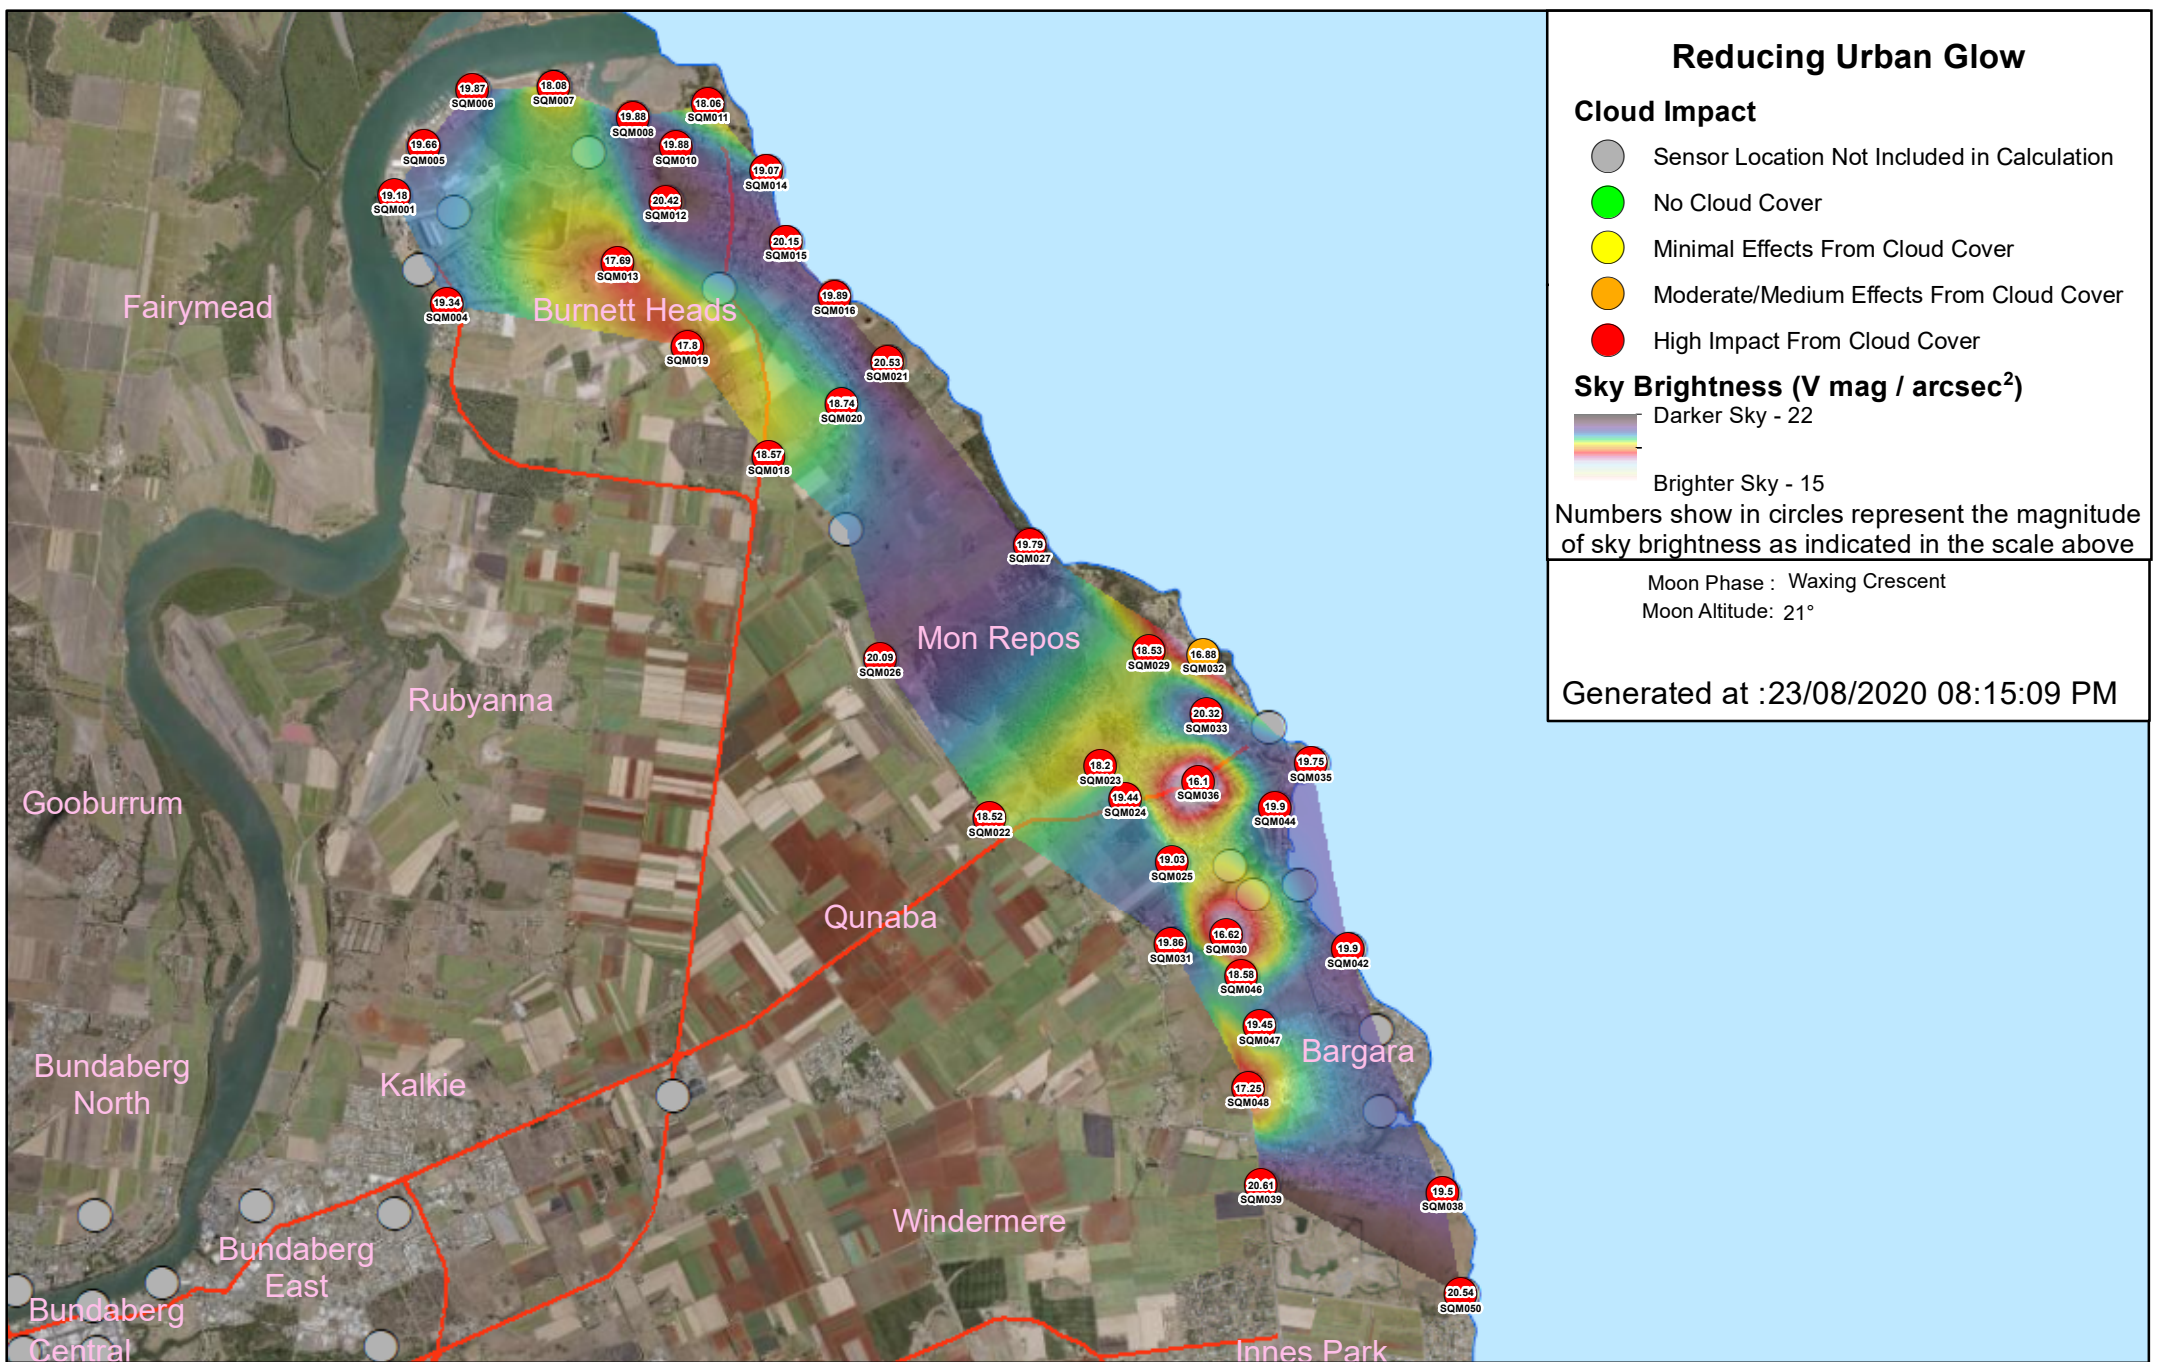 Reducing Urban Glow
Cloud Impact
Sensor Location Not Included in Calculation
No Cloud Cover
Minimal Effects From Cloud Cover
Moderate/Medium Effects From Cloud Cover
High Impact From Cloud Cover
Sky Brightness (V mag / arcsec²)
Darker Sky - 22
Brighter Sky - 15
Numbers show in circles represent the magnitude
of sky brightness as indicated in the scale above
Moon Phase : Waxing Crescent
Moon Altitude: 21°
Generated at :23/08/2020 08:15:09 PM
19.87
SQM006
18.08
SQM007
19.88
SQM008
18.06
SQM011
19.66
SQM005
19.88
SQM010
19.07
SQM014
19.18
SQM001
20.42
SQM012
20.15
SQM015
17.69
SQM013
19.34
SQM004
19.89
SQM016
Fairymead
Burnett Heads
17.8
SQM019
20.53
SQM021
18.74
SQM020
18.57
SQM018
19.79
SQM027
Mon Repos
20.09
SQM026
18.53
SQM029
16.88
SQM032
Rubyanna
20.32
SQM033
18.2
SQM023
16.1
SQM036
19.75
SQM035
Gooburrum
19.44
SQM024
19.9
SQM044
18.52
SQM022
19.03
SQM025
Qunaba
16.62
SQM030
19.86
SQM031
19.9
SQM042
18.58
SQM046
19.45
SQM047
Bargara
Bundaberg
North
Kalkie
17.25
SQM048
20.61
SQM039
19.5
SQM038
Windermere
Bundaberg
East
20.54
SQM050
Bundaberg
Central
Innes Park